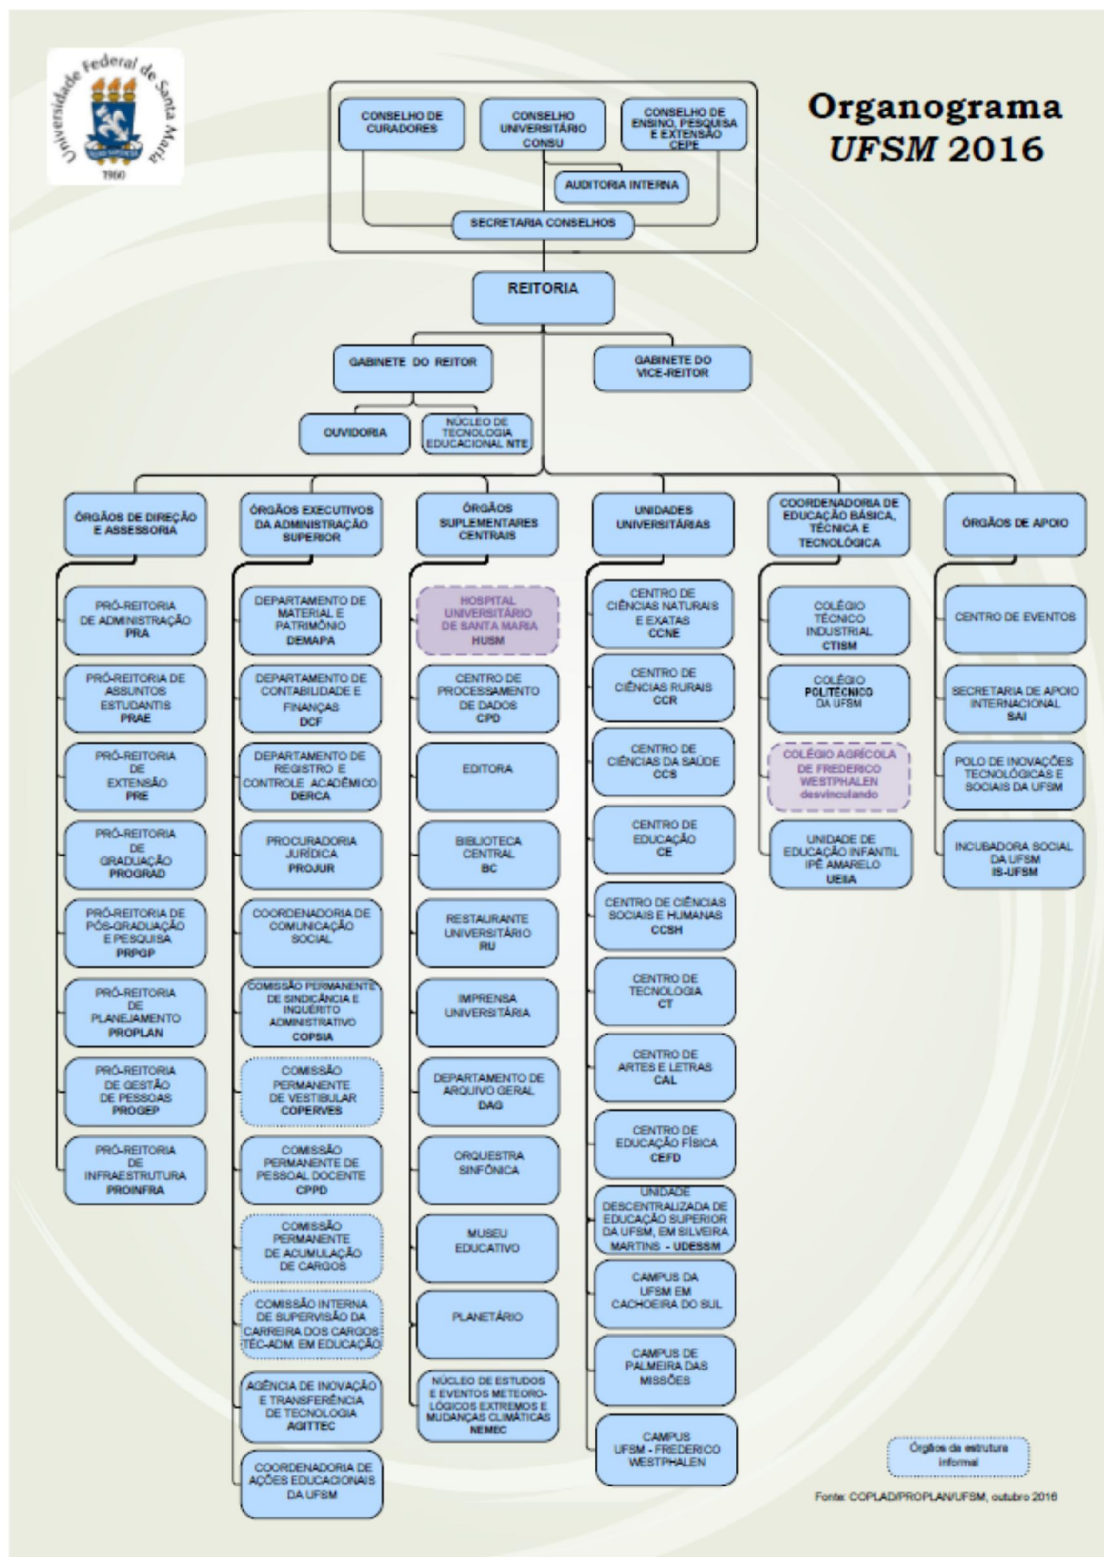 Universidade Federal de Santa Maria
1960
Organograma
UFSM 2016
CONSELHO DE
CURADORES
CONSELHO
UNIVERSITÁRIO
CONSU
CONSELHO DE
ENSINO, PESQUISA
E EXTENSÃO
CEPE
AUDITORIA INTERNA
SECRETARIA CONSELHOS
REITORIA
GABINETE DO REITOR
GABINETE DO
VICE-REITOR
OUVIDORIA
NÚCLEO DE
TECNOLOGIA
EDUCACIONAL NTE
ÓRGÃOS DE DIREÇÃO
E ASSESSORIA
PRÓ-REITORIA
DE ADMINISTRAÇÃO
PRA
PRÓ-REITORIA DE
ASSUNTOS
ESTUDANTIS
PRAE
PRÓ-REITORIA
DE
EXTENSÃO
PRE
PRÓ-REITORIA
DE
GRADUAÇÃO
PROGRAD
PRÓ-REITORIA DE
PÓS-GRADUAÇÃO
E PESQUISA
PRPGP
PRÓ-REITORIA
DE
PLANEJAMENTO
PROPLAN
PRÓ-REITORIA
DE GESTÃO
DE PESSOAS
PROGEP
PRÓ-REITORIA
DE
INFRAESTRUTURA
PROINFRA
ÓRGÃOS EXECUTIVOS
DA ADMINISTRAÇÃO
SUPERIOR
DEPARTAMENTO DE
MATERIAL E
PATRIMÔNIO
DEMAPA
DEPARTAMENTO DE
CONTABILIDADE E
FINANÇAS
DCF
DEPARTAMENTO DE
REGISTRO E
CONTROLE ACADÊMICO
DERCA
PROCURADORIA
JURÍDICA
PROJUR
COORDENADORIA DE
COMUNICAÇÃO
SOCIAL
COMISSÃO PERMANENTE
DE SINDICÂNCIA E
INQUÉRITO
ADMINISTRATIVO
COPSIA
COMISSÃO
PERMANENTE
DE VESTIBULAR
COPERVES
COMISSÃO
PERMANENTE DE
PESSOAL DOCENTE
CPPD
COMISSÃO
PERMANENTE
DE ACUMULAÇÃO
DE CARGOS
COMISSÃO INTERNA
DE SUPERVISÃO DA
CARREIRA DOS CARGOS
TÉC-ADM. EM EDUCAÇÃO
AGÊNCIA DE INOVAÇÃO
E TRANSFERÊNCIA
DE TECNOLOGIA
AGITTEC
COORDENADORIA DE
AÇÕES EDUCACIONAIS
DA UFSM
ÓRGÃOS
SUPLEMENTARES
CENTRAIS
HOSPITAL
UNIVERSITÁRIO
DE SANTA MARIA
HUSM
CENTRO DE
PROCESSAMENTO
DE DADOS
CPD
EDITORA
BIBLIOTECA
CENTRAL
BC
RESTAURANTE
UNIVERSITÁRIO
RU
IMPRENSA
UNIVERSITÁRIA
DEPARTAMENTO DE
ARQUIVO GERAL
DAG
ORQUESTRA
SINFÔNICA
MUSEU
EDUCATIVO
PLANETÁRIO
NÚCLEO DE ESTUDOS
E EVENTOS METEORO-
LÓGICOS EXTREMOS E
MUDANÇAS CLIMÁTICAS
NEMEC
UNIDADES
UNIVERSITÁRIAS
CENTRO DE
CIÊNCIAS NATURAIS
E EXATAS
CCNE
CENTRO DE
CIÊNCIAS RURAIS
CCR
CENTRO DE
CIÊNCIAS DA SAÚDE
CCS
CENTRO DE
EDUCAÇÃO
CE
CENTRO DE CIÊNCIAS
SOCIAIS E HUMANAS
CCSH
CENTRO DE
TECNOLOGIA
CT
CENTRO DE
ARTES E LETRAS
CAL
CENTRO DE
EDUCAÇÃO FÍSICA
CEFD
UNIDADE
DESCENTRALIZADA DE
EDUCAÇÃO SUPERIOR
DA UFSM, EM SILVEIRA
MARTINS - UDESSM
CAMPUS DA
UFSM EM
CACHOEIRA DO SUL
CAMPUS DE
PALMEIRA DAS
MISSÕES
CAMPUS
UFSM - FREDERICO
WESTPHALEN
COORDENADORIA DE
EDUCAÇÃO BÁSICA,
TÉCNICA E
TECNOLÓGICA
COLÉGIO
TÉCNICO
INDUSTRIAL
CTISM
COLÉGIO
POLITÉCNICO
DA UFSM
COLÉGIO AGRÍCOLA
DE FREDERICO
WESTPHALEN
desvinculando
UNIDADE DE
EDUCAÇÃO INFANTIL
IPÊ AMARELO
UEIIA
ÓRGÃOS DE APOIO
CENTRO DE EVENTOS
SECRETARIA DE APOIO
INTERNACIONAL
SAI
POLO DE INOVAÇÕES
TECNOLÓGICAS E
SOCIAIS DA UFSM
INCUBADORA SOCIAL
DA UFSM
IS-UFSM
Órgãos da estrutura
informal
Fonte: COPLAD/PROPLAN/UFSM, outubro 2016